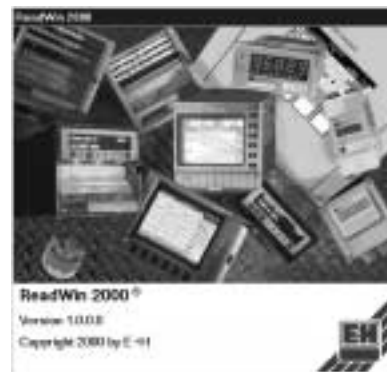 ReadWin 2000
ReadWin 2000 ®
Version 1.0.0.0
Copyright 2000 by E+H
EH